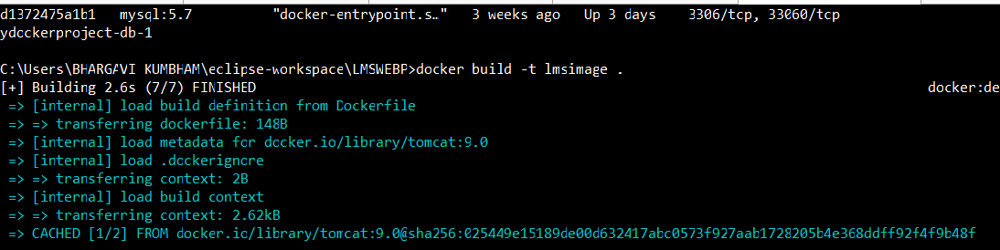 d1372475a1b1   mysql:5.7          "docker-entrypoint.s…"   3 weeks ago   Up 3 days   3306/tcp, 33060/tcp
ydockerproject-db-1
C:\Users\BHARGAVI KUMBHAM\eclipse-workspace\LMSWEBP>docker build -t lmsimage .
[+] Building 2.6s (7/7) FINISHED                                                                 docker:de
=> [internal] load build definition from Dockerfile
=> => transferring dockerfile: 148B
=> [internal] load metadata for docker.io/library/tomcat:9.0
=> [internal] load .dockerignore
=> => transferring context: 2B
=> [internal] load build context
=> => transferring context: 2.62kB
=> CACHED [1/2] FROM docker.io/library/tomcat:9.0@sha256:025449e15189de00d632417abc0573f927aab1728205b4e368ddff92f4f9b48f